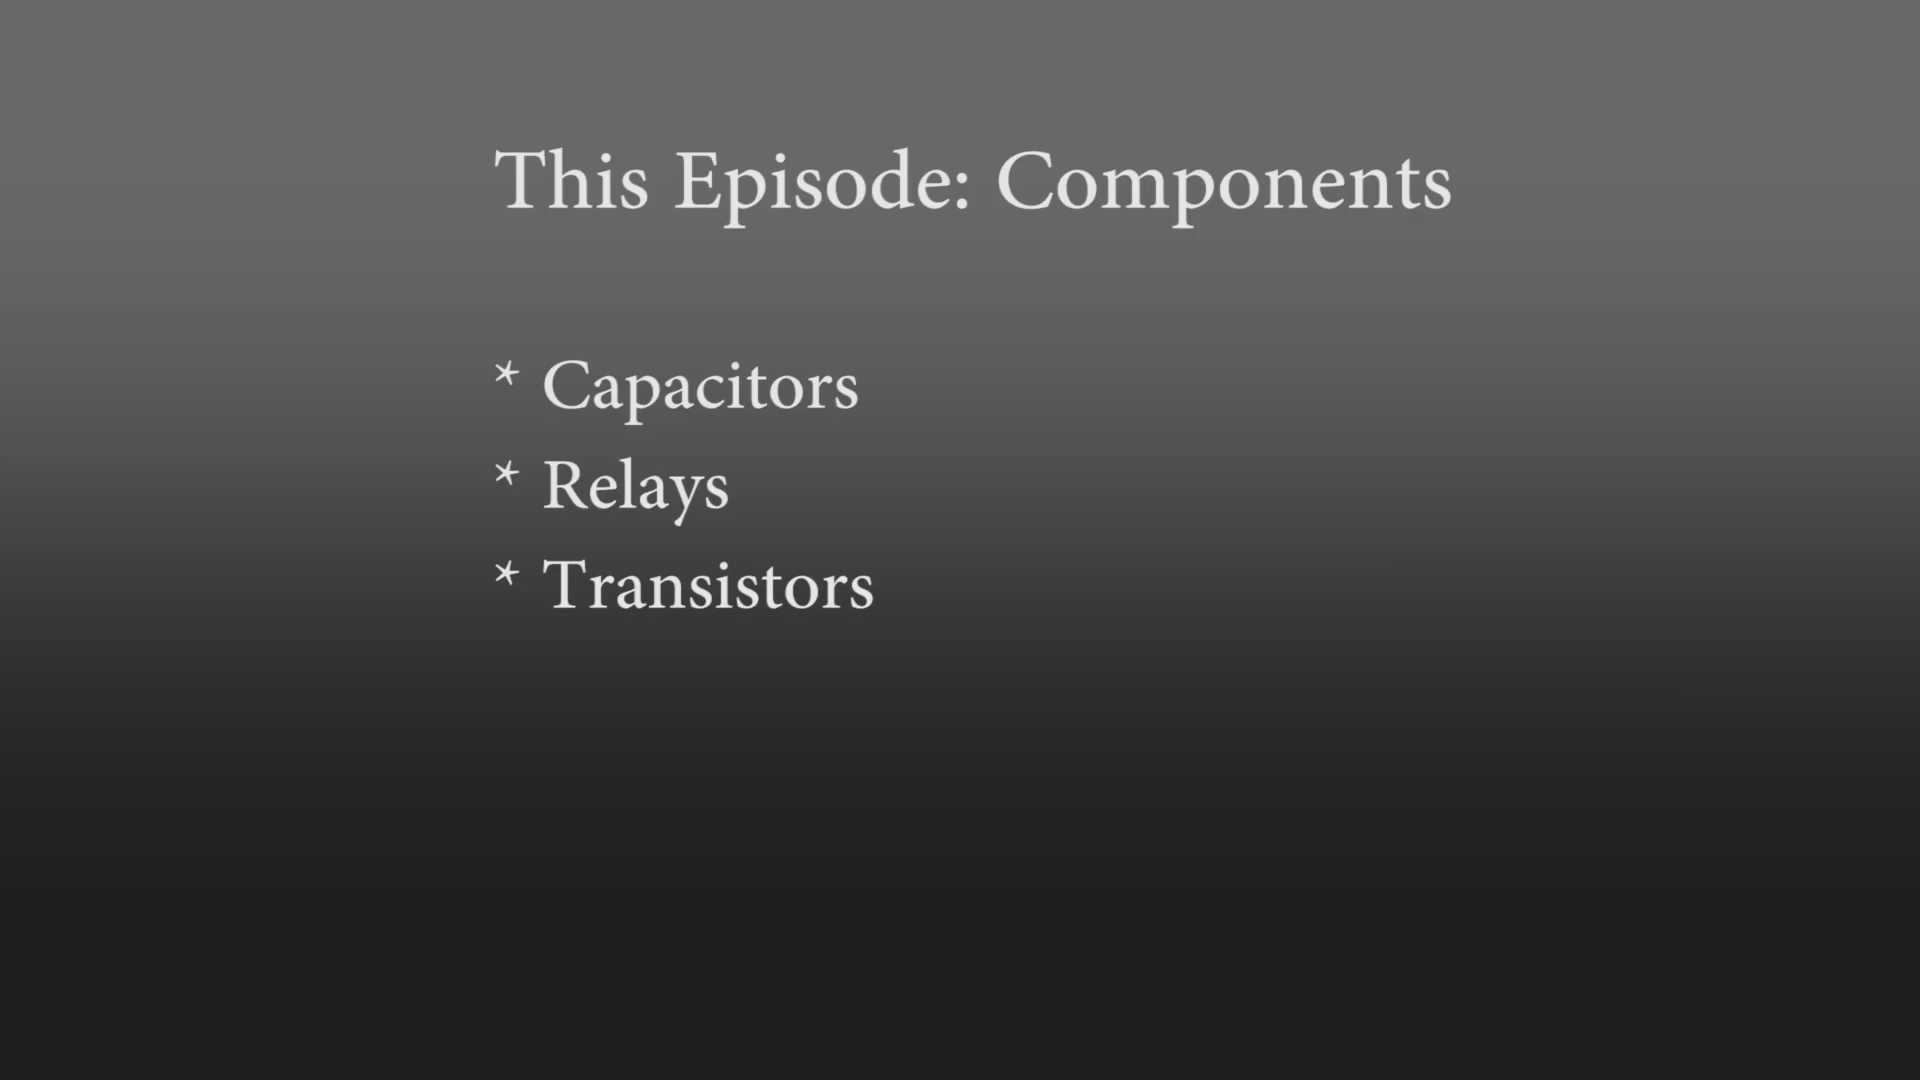 This Episode: Components
* Capacitors
* Relays
* Transistors